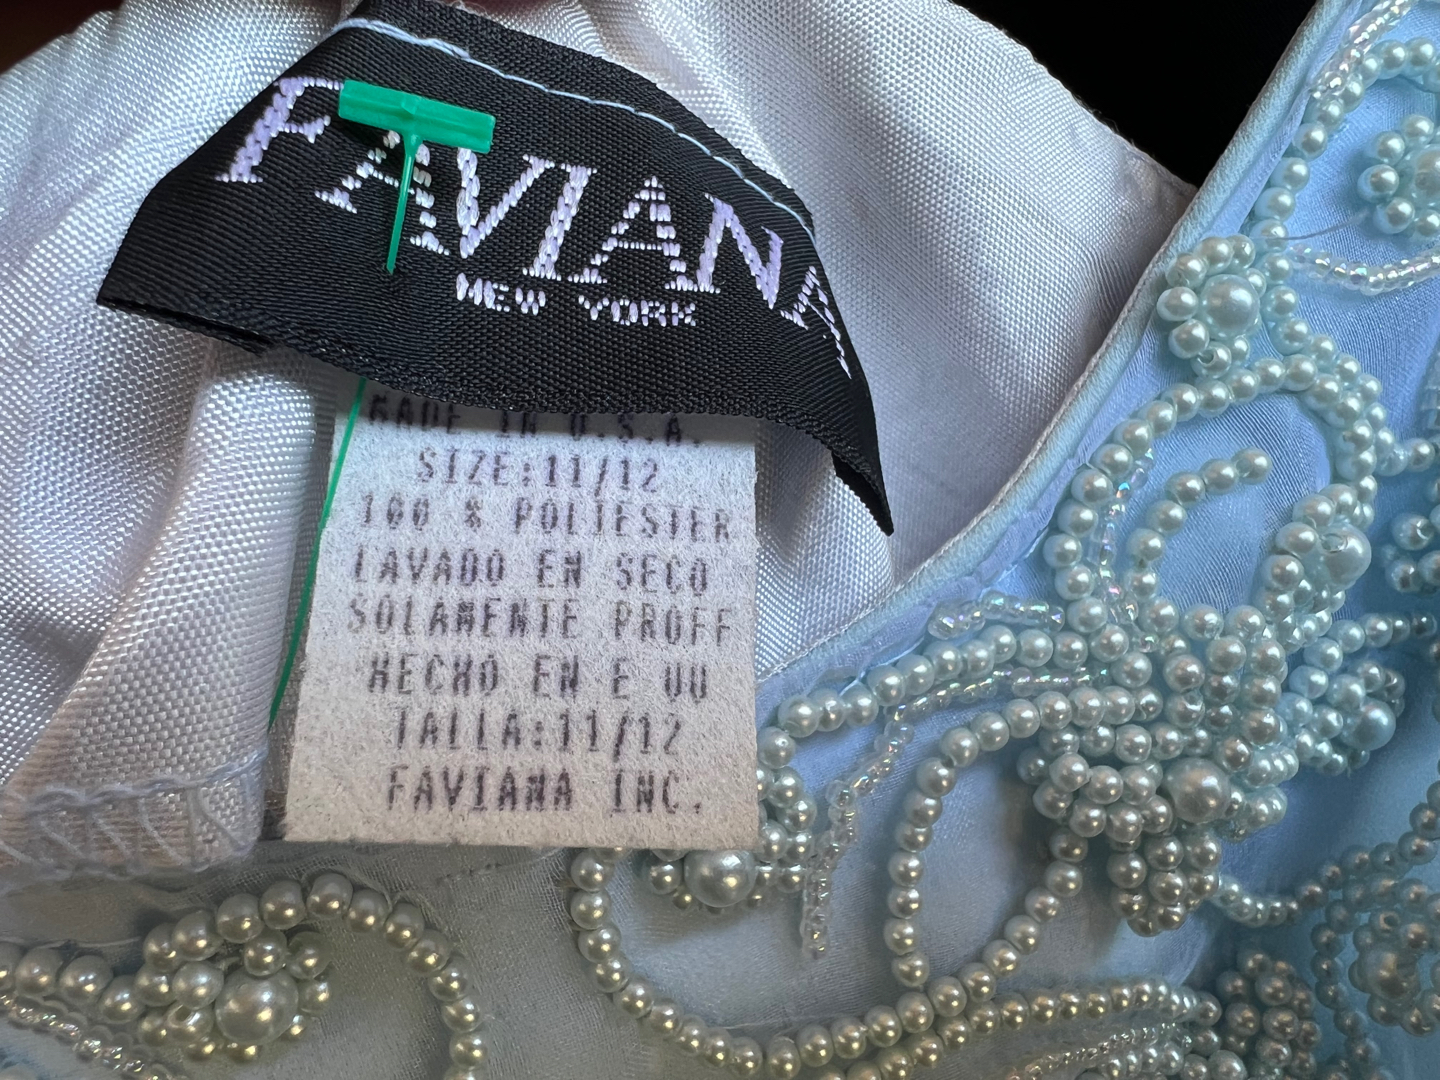 FAVIANA
NEW YORK
MADE IN U.S.A.
SIZE:11/12
100 % POLIESTER
LAVADO EN SECO
SOLAMENTE PROFF
HECHO EN E UU
TALLA:11/12
FAVIANA INC.